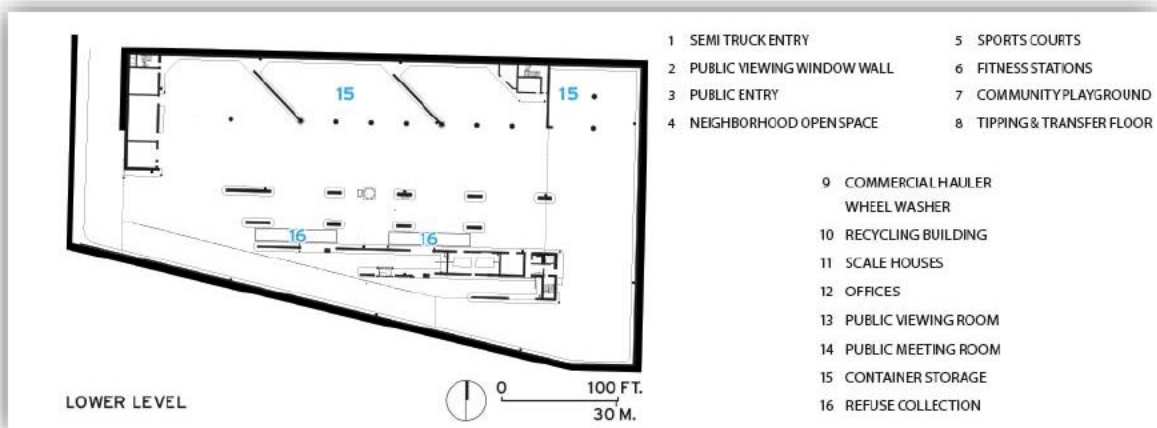 15
15
16
16
LOWER LEVEL
0 100 FT.
30 M.
1 SEMI TRUCK ENTRY
2 PUBLIC VIEWING WINDOW WALL
3 PUBLIC ENTRY
4 NEIGHBORHOOD OPEN SPACE
5 SPORTS COURTS
6 FITNESS STATIONS
7 COMMUNITY PLAYGROUND
8 TIPPING & TRANSFER FLOOR
9 COMMERCIAL HAULER
WHEEL WASHER
10 RECYCLING BUILDING
11 SCALE HOUSES
12 OFFICES
13 PUBLIC VIEWING ROOM
14 PUBLIC MEETING ROOM
15 CONTAINER STORAGE
16 REFUSE COLLECTION